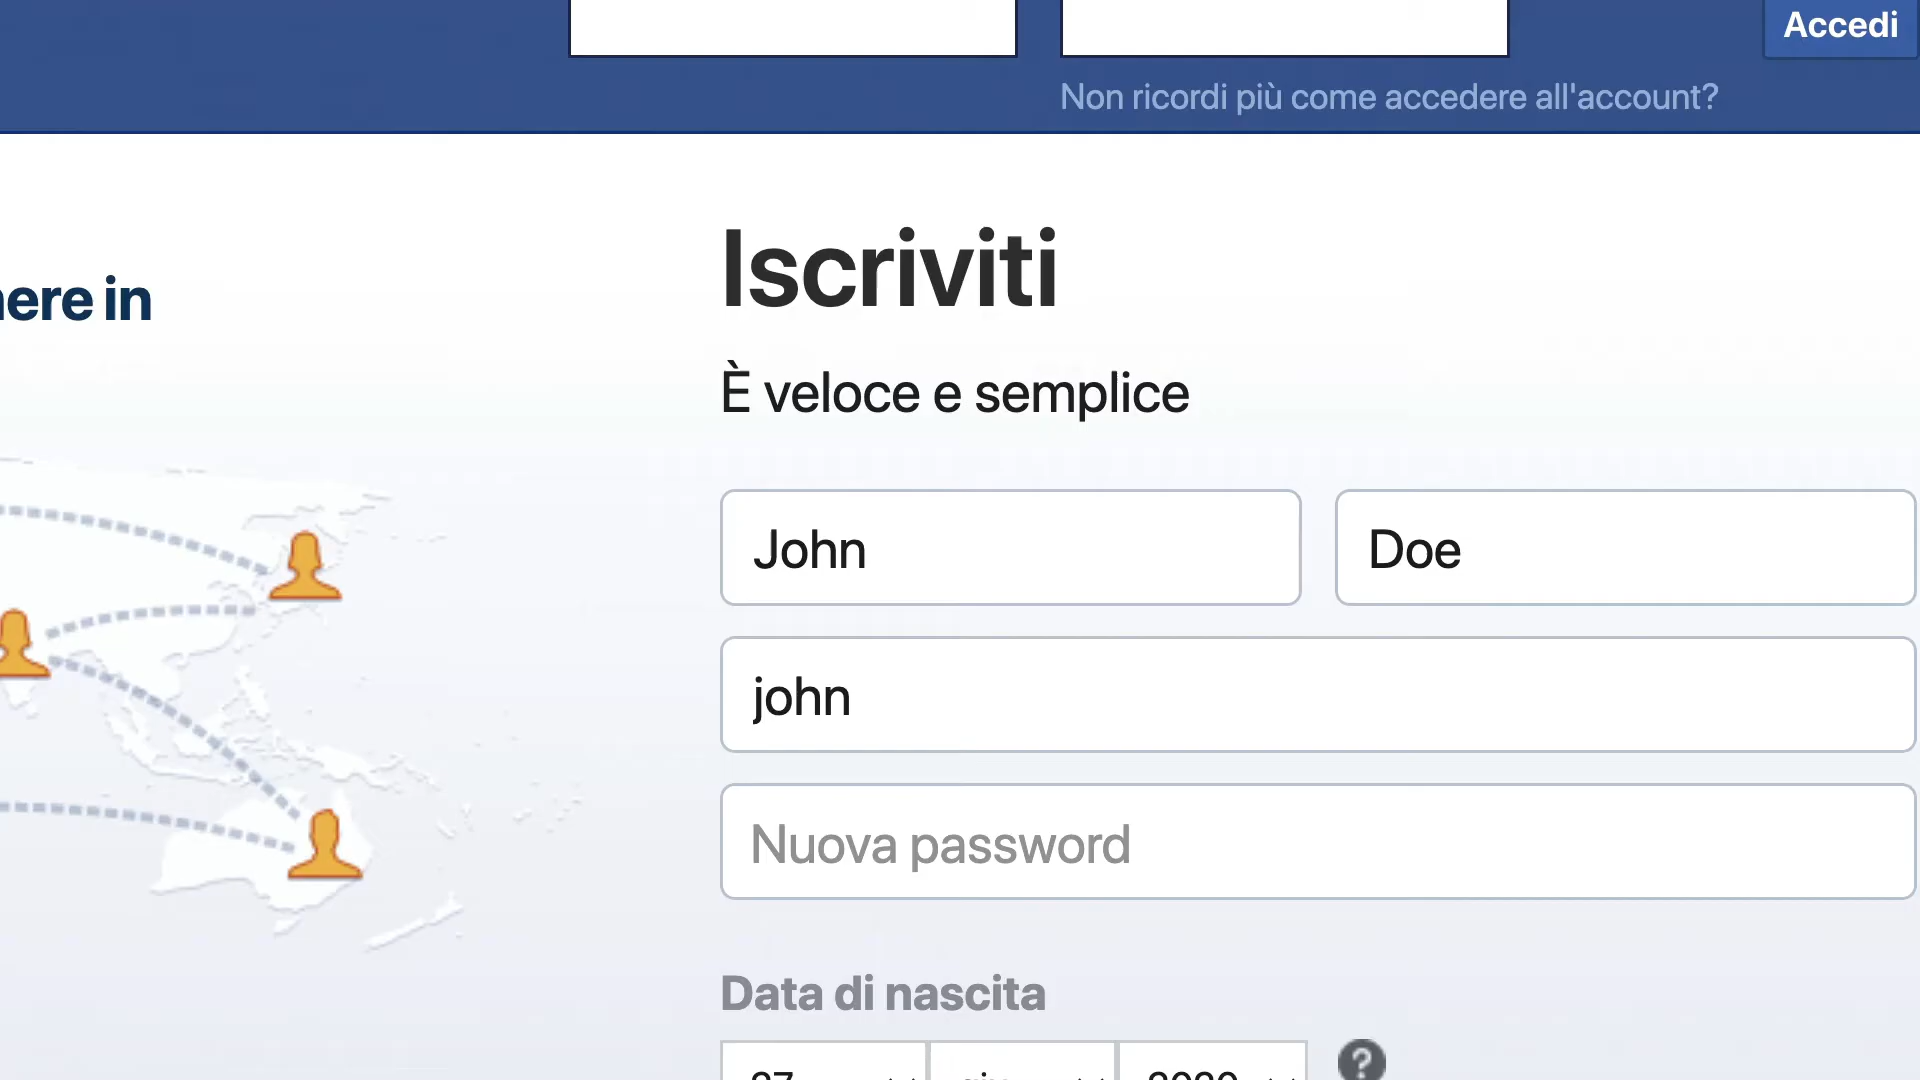 Accedi
Non ricordi più come accedere all'account?
Iscriviti
in
È veloce e semplice
John
Doe
john
Nuova password
Data di nascita